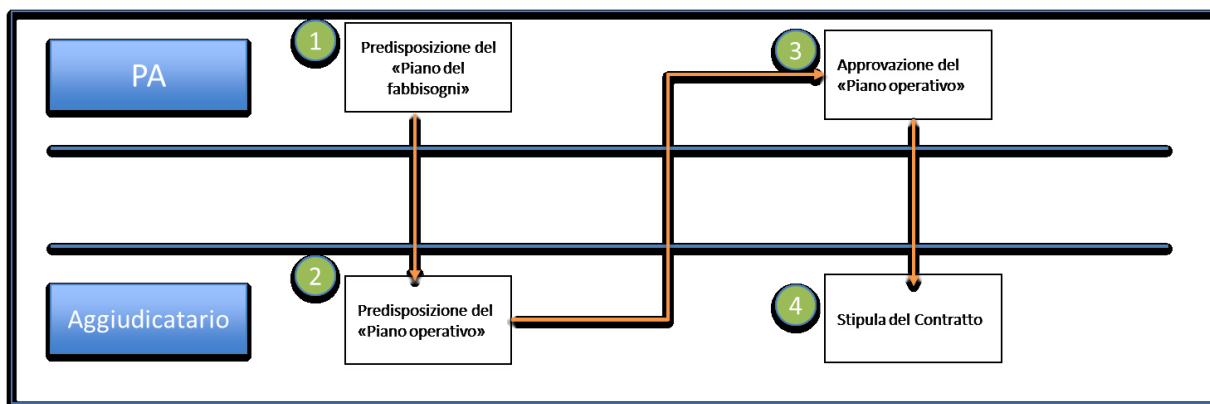 PA
1
Predisposizione del
«Piano del
fabbisogni»
3
Approvazione del
«Piano operativo»
Aggiudicatario
2
Predisposizione del
«Piano operativo»
4
Stipula del Contratto